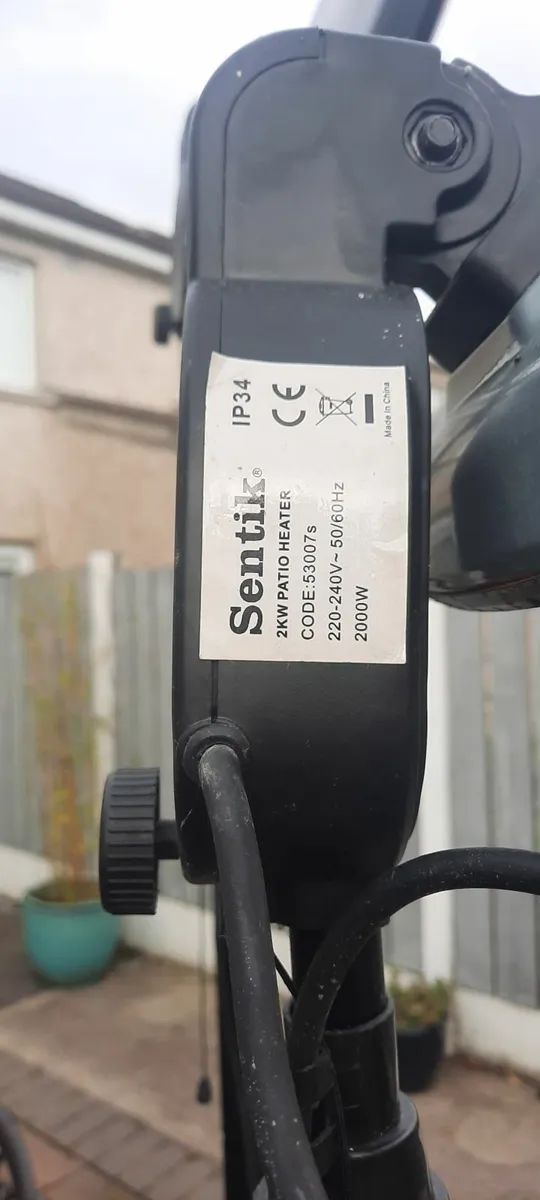 Sentik®
IP34
2KW PATIO HEATER
CODE:53007s
220-240V~50/60Hz
2000W
CE
Made In China